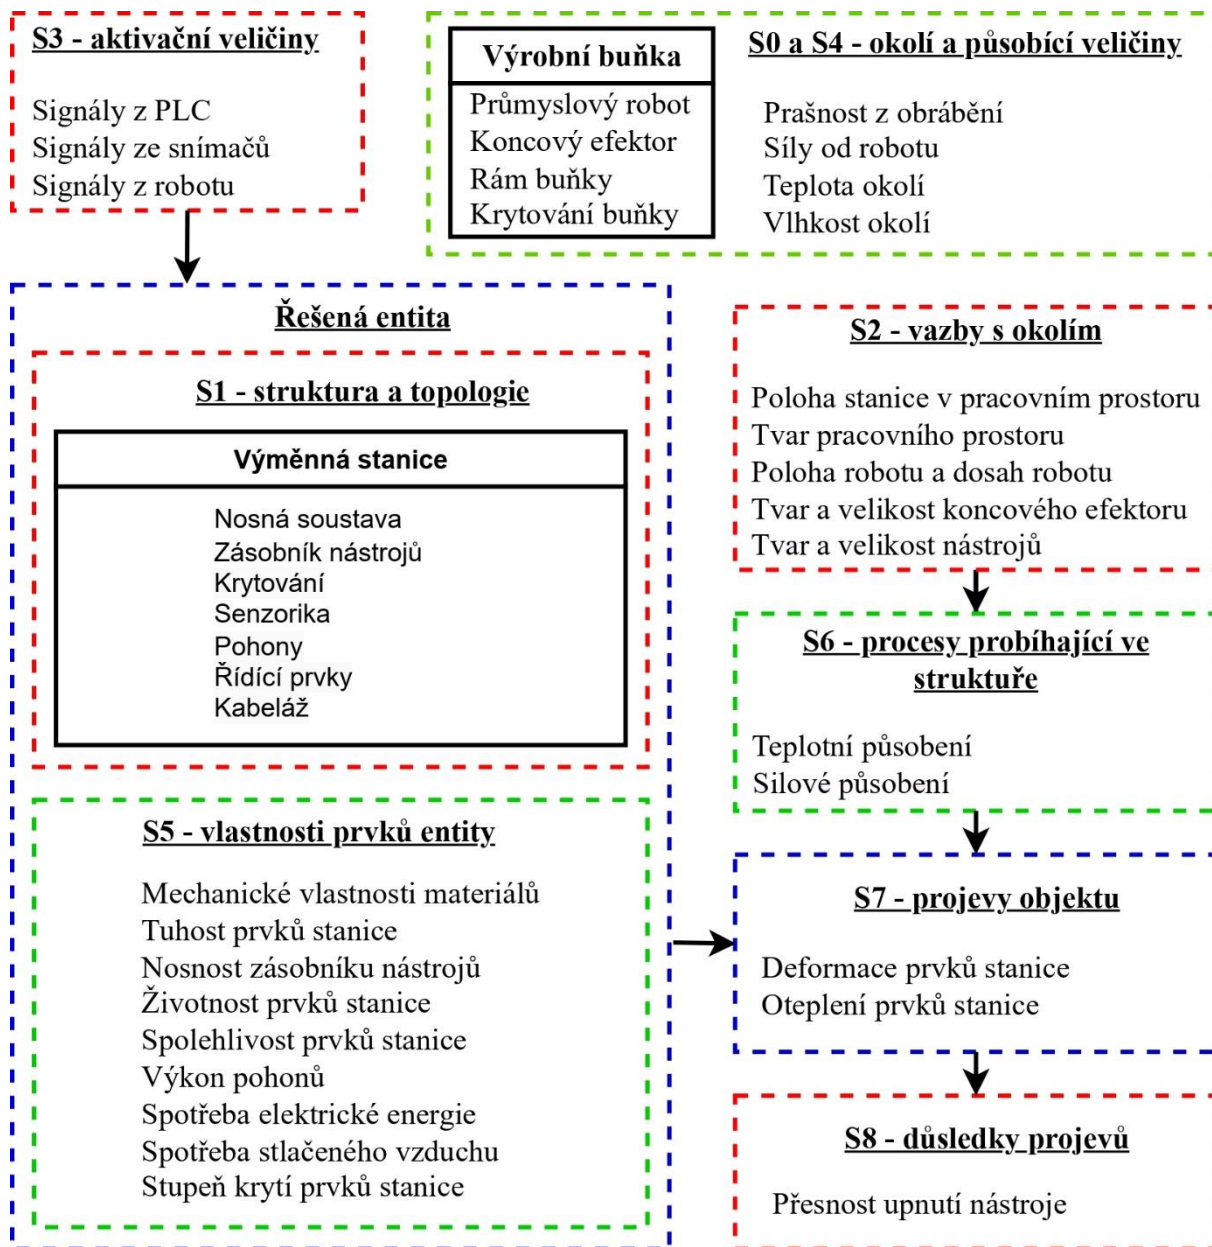 S3 - aktivační veličiny
Signály z PLC
Signály ze snímačů
Signály z robotu
Výrobní buňka
Průmyslový robot
Koncový efektor
Rám buňky
Krytování buňky
S0 a S4 - okolí a působící veličiny
Prašnost z obrábění
Síly od robotu
Teplota okolí
Vlhkost okolí
Řešená entita
S1 - struktura a topologie
Výměnná stanice
Nosná soustava
Zásobník nástrojů
Krytování
Senzorika
Pohony
Řídící prvky
Kabeláž
S5 - vlastnosti prvků entity
Mechanické vlastnosti materiálů
Tuhost prvků stanice
Nosnost zásobníku nástrojů
Životnost prvků stanice
Spolehlivost prvků stanice
Výkon pohonů
Spotřeba elektrické energie
Spotřeba stlačeného vzduchu
Stupeň krytí prvků stanice
S2 - vazby s okolím
Poloha stanice v pracovním prostoru
Tvar pracovního prostoru
Poloha robotu a dosah robotu
Tvar a velikost koncového efektoru
Tvar a velikost nástrojů
S6 - procesy probíhající ve
struktuře
Teplotní působení
Silové působení
S7 - projevy objektu
Deformace prvků stanice
Oteplení prvků stanice
S8 - důsledky projevů
Přesnost upnutí nástroje